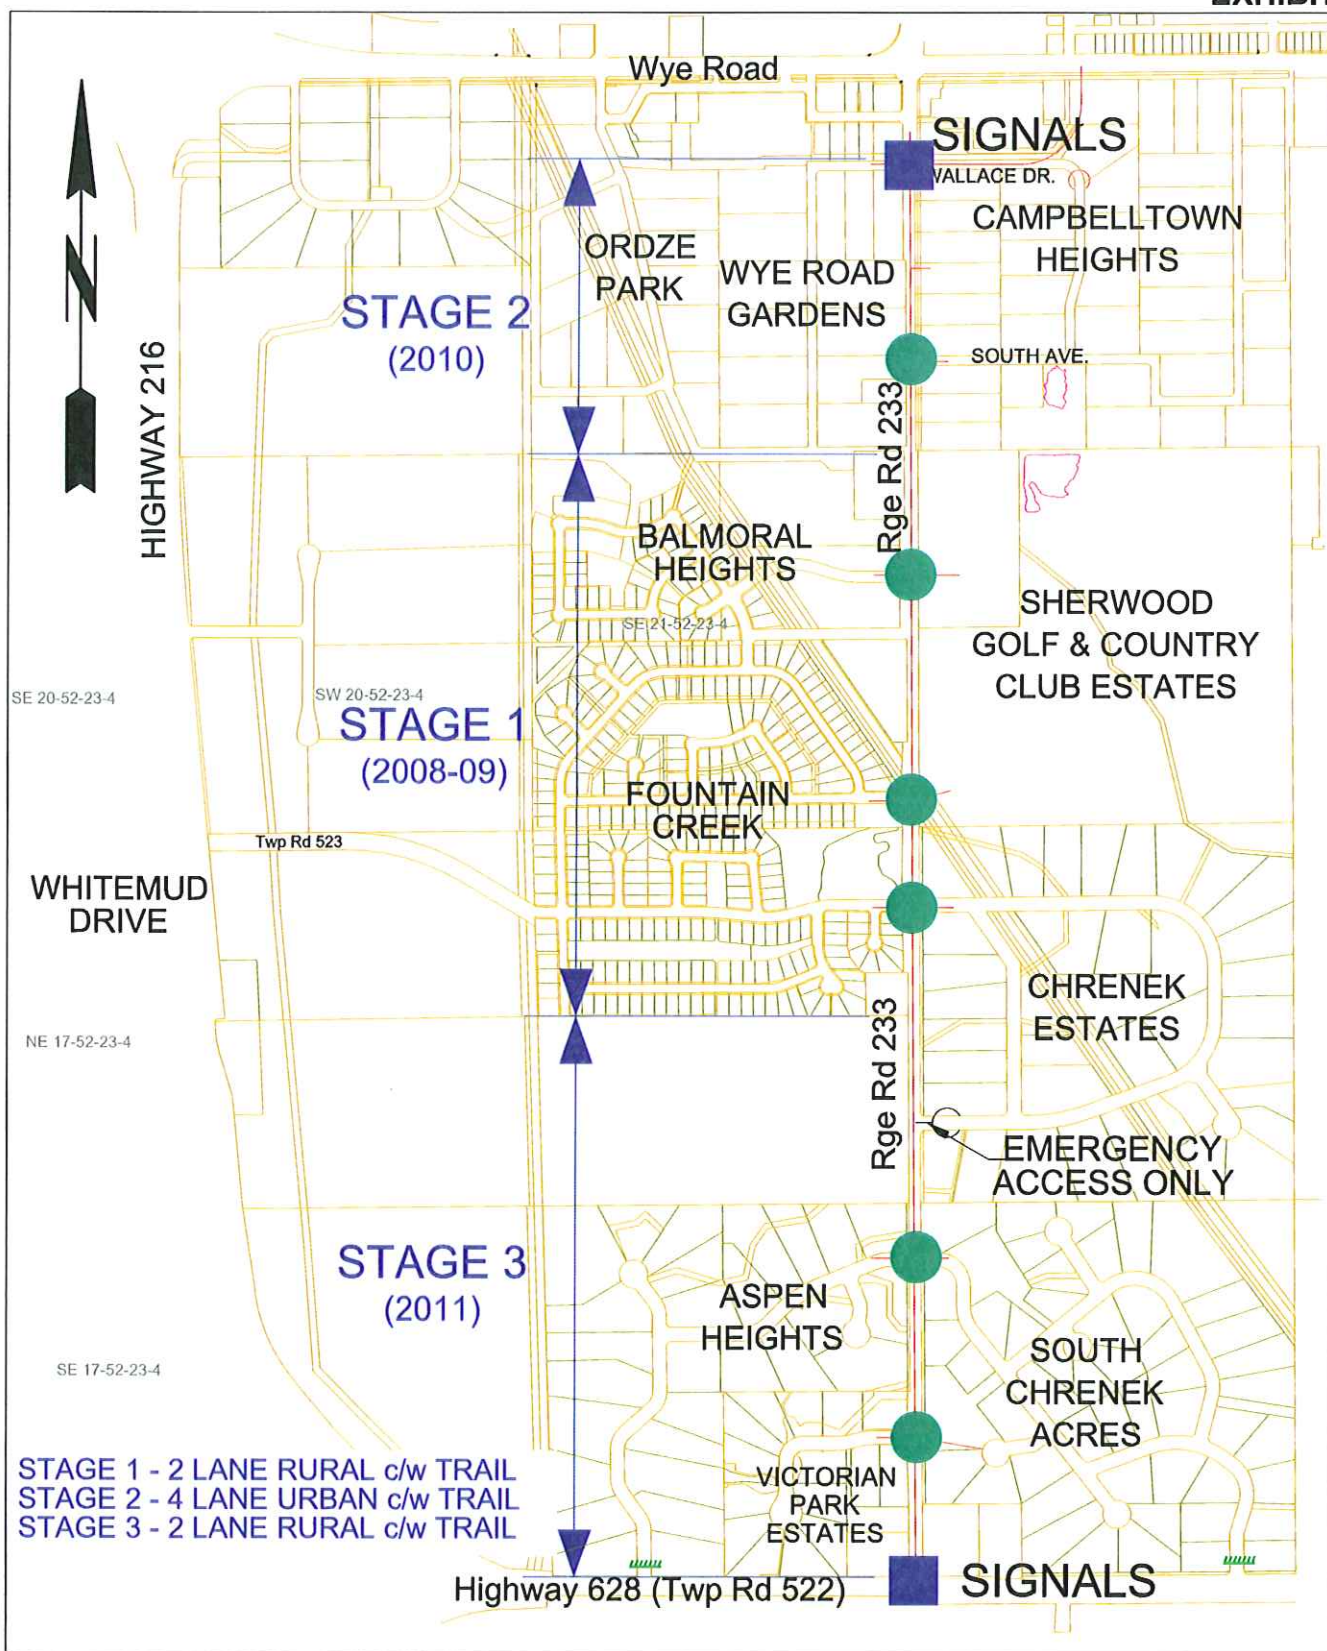 Wye Road
SIGNALS
WALLACE DR.
CAMPBELLTOWN
HEIGHTS
N
ORDZE
PARK
WYE ROAD
GARDENS
STAGE 2
(2010)
HIGHWAY 216
SOUTH AVE.
Rge Rd 233
BALMORAL
HEIGHTS
SE 21-52-23-4
SHERWOOD
GOLF & COUNTRY
CLUB ESTATES
SE 20-52-23-4
SW 20-52-23-4
STAGE 1
(2008-09)
FOUNTAIN
CREEK
Twp Rd 523
WHITEMUD
DRIVE
CHRENEK
ESTATES
NE 17-52-23-4
Rge Rd 233
EMERGENCY
ACCESS ONLY
STAGE 3
(2011)
ASPEN
HEIGHTS
SOUTH
CHRENEK
ACRES
SE 17-52-23-4
STAGE 1 - 2 LANE RURAL c/w TRAIL
STAGE 2 - 4 LANE URBAN c/w TRAIL
STAGE 3 - 2 LANE RURAL c/w TRAIL
VICTORIAN
PARK
ESTATES
Highway 628 (Twp Rd 522)
SIGNALS